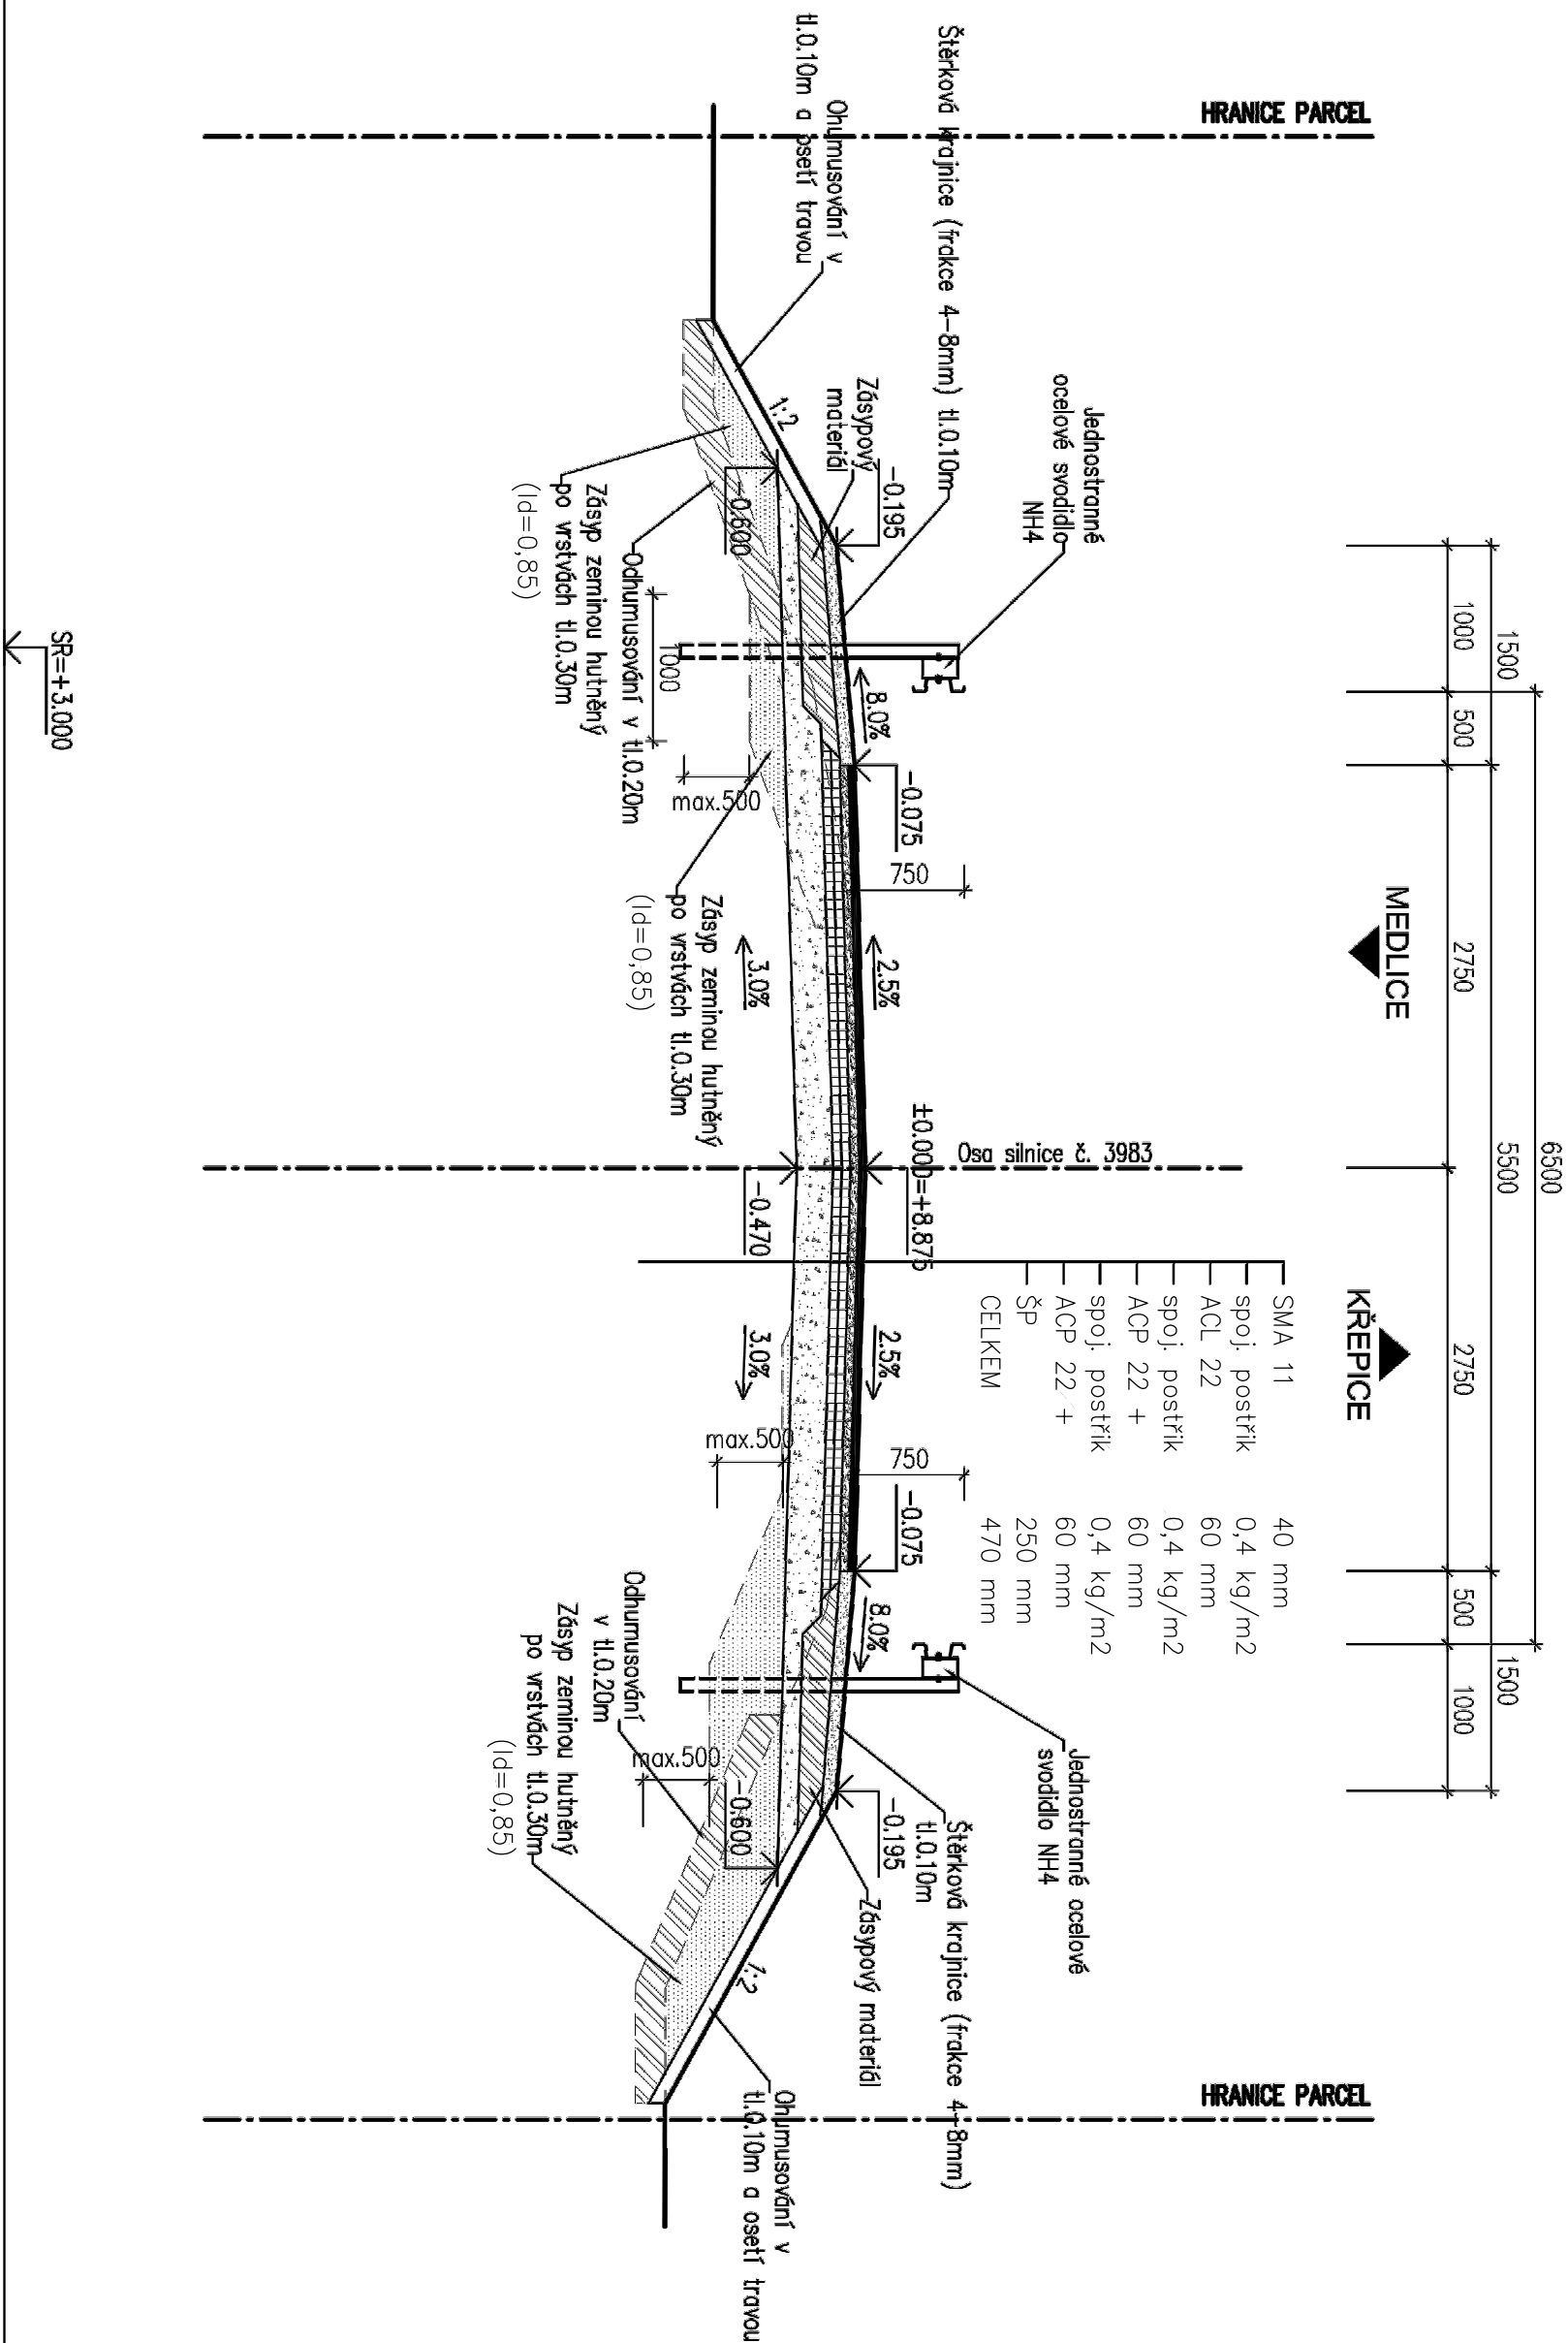 6500
1500
5500
1500
1000
500
2750
2750
500
1000
MEDLICE
KŘEPICE
HRANICE PARCEL
HRANICE PARCEL
SMA 11 40 mm
spoj. postřik 0,4 kg/m2
ACL 22 60 mm
spoj. postřik 0,4 kg/m2
ACP 22 + 60 mm
spoj. postřik 0,4 kg/m2
ACP 22 + 60 mm
ŠP 250 mm
CELKEM 470 mm
Osa silnice č. 3983
±0.000=+8.875
Jednostranné
ocelové svodidlo
NH4
Jednostranné ocelové
svodidlo NH4
Štěrková krajnice (frakce 4-8mm) tl.0.10m
Štěrková krajnice (frakce 4-8mm)
tl.0.10m
-0.195
-0.075
750
750
-0.075
-0.195
8.0%
2.5%
2.5%
8.0%
Zásypový
materiál
Zásypový materiál
Ohumusování v
tl.0.10m a osetí travou
Ohumusování v
tl.0.10m a osetí travou
1:2
1:2
-0.600
3.0%
-0.470
3.0%
-0.600
max.500
max.500
max.500
1000
Odhumusování v tl.0.20m
Zásyp zeminou hutněný
po vrstvách tl.0.30m
(Id=0,85)
Zásyp zeminou hutněný
po vrstvách tl.0.30m
(Id=0,85)
Odhumusování
v tl.0.20m
Zásyp zeminou hutněný
po vrstvách tl.0.30m
(Id=0,85)
SR=+3.000